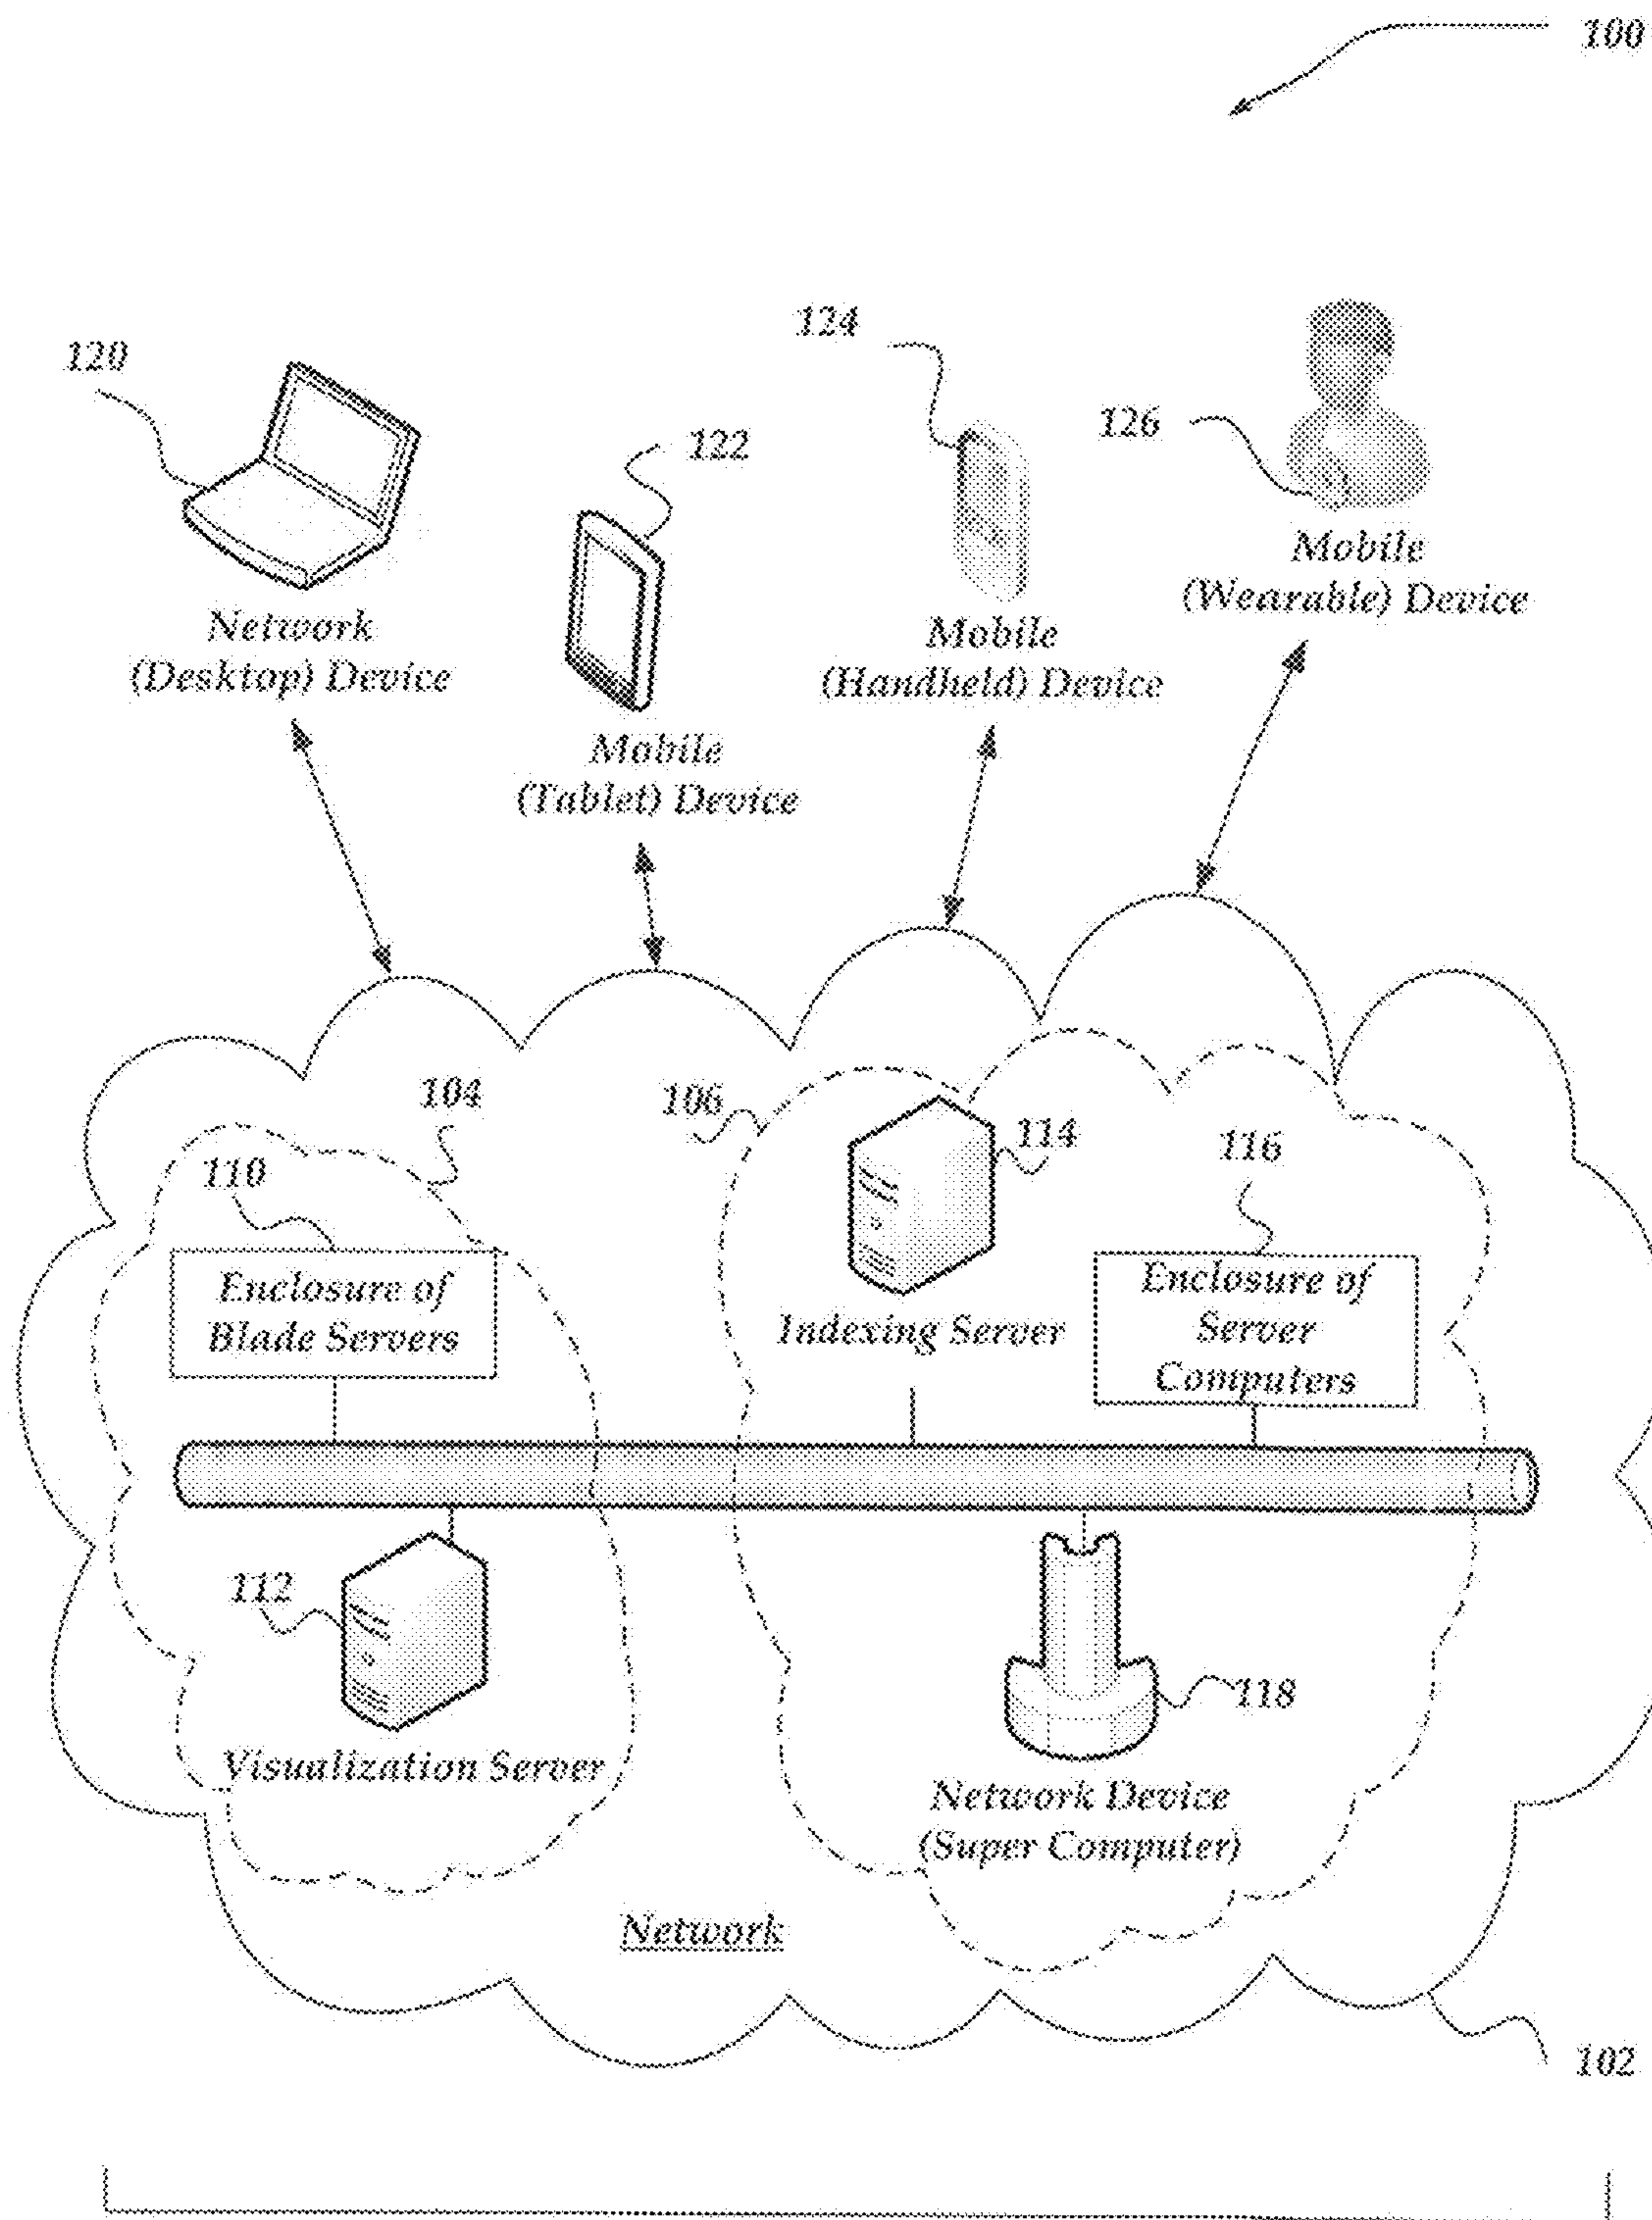 100
120
124
126
122
Mobile
(Wearable) Device
Network
(Desktop) Device
Mobile
(Handheld) Device
Mobile
(Tablet) Device
104
106
114
116
110
Enclosure of
Blade Servers
Indexing Server
Enclosure of
Server
Computers
112
118
Visualization Server
Network Device
(Super Computer)
Network
102